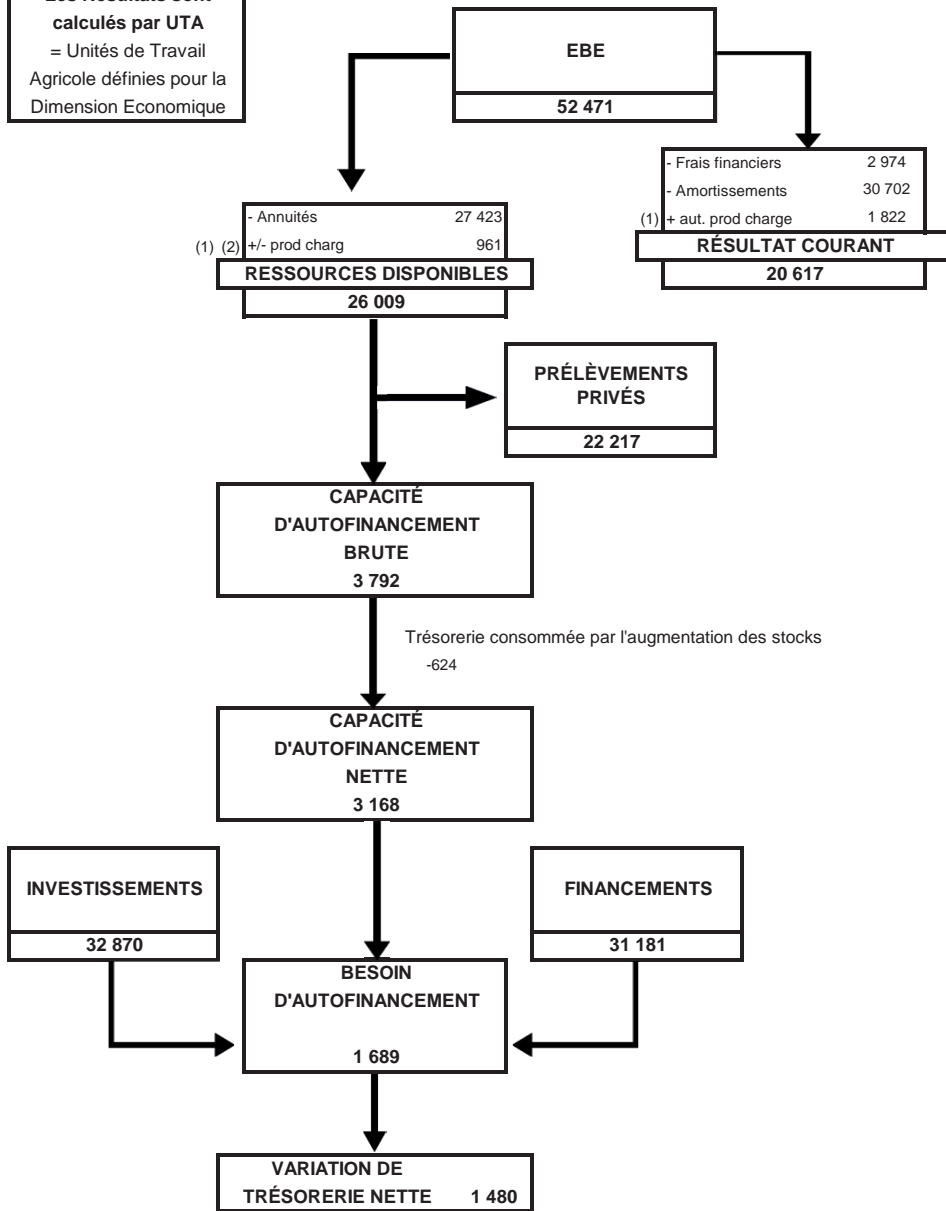 Les Résultats sont
calculés par UTA
= Unités de Travail
Agricole définies pour la
Dimension Economique
EBE
52 471
- Frais financiers 2 974
- Amortissements 30 702
(1) + aut. prod charge 1 822
RÉSULTAT COURANT
20 617
- Annuités 27 423
(1) (2) +/- prod charg 961
RESSOURCES DISPONIBLES
26 009
PRÉLÈVEMENTS
PRIVÉS
22 217
CAPACITÉ
D'AUTOFINANCEMENT
BRUTE
3 792
Trésorerie consommée par l'augmentation des stocks
-624
CAPACITÉ
D'AUTOFINANCEMENT
NETTE
3 168
INVESTISSEMENTS
32 870
FINANCEMENTS
31 181
BESOIN
D'AUTOFINANCEMENT
1 689
VARIATION DE
TRÉSORERIE NETTE 1 480